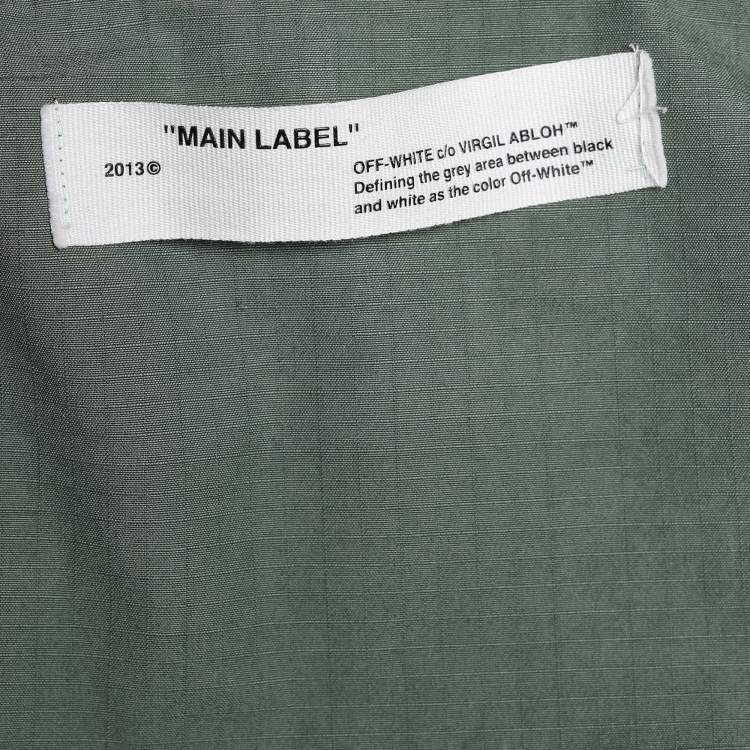 "MAIN LABEL"
2013©
OFF-WHITE c/o VIRGIL ABLOH™
Defining the grey area between black
and white as the color Off-White™